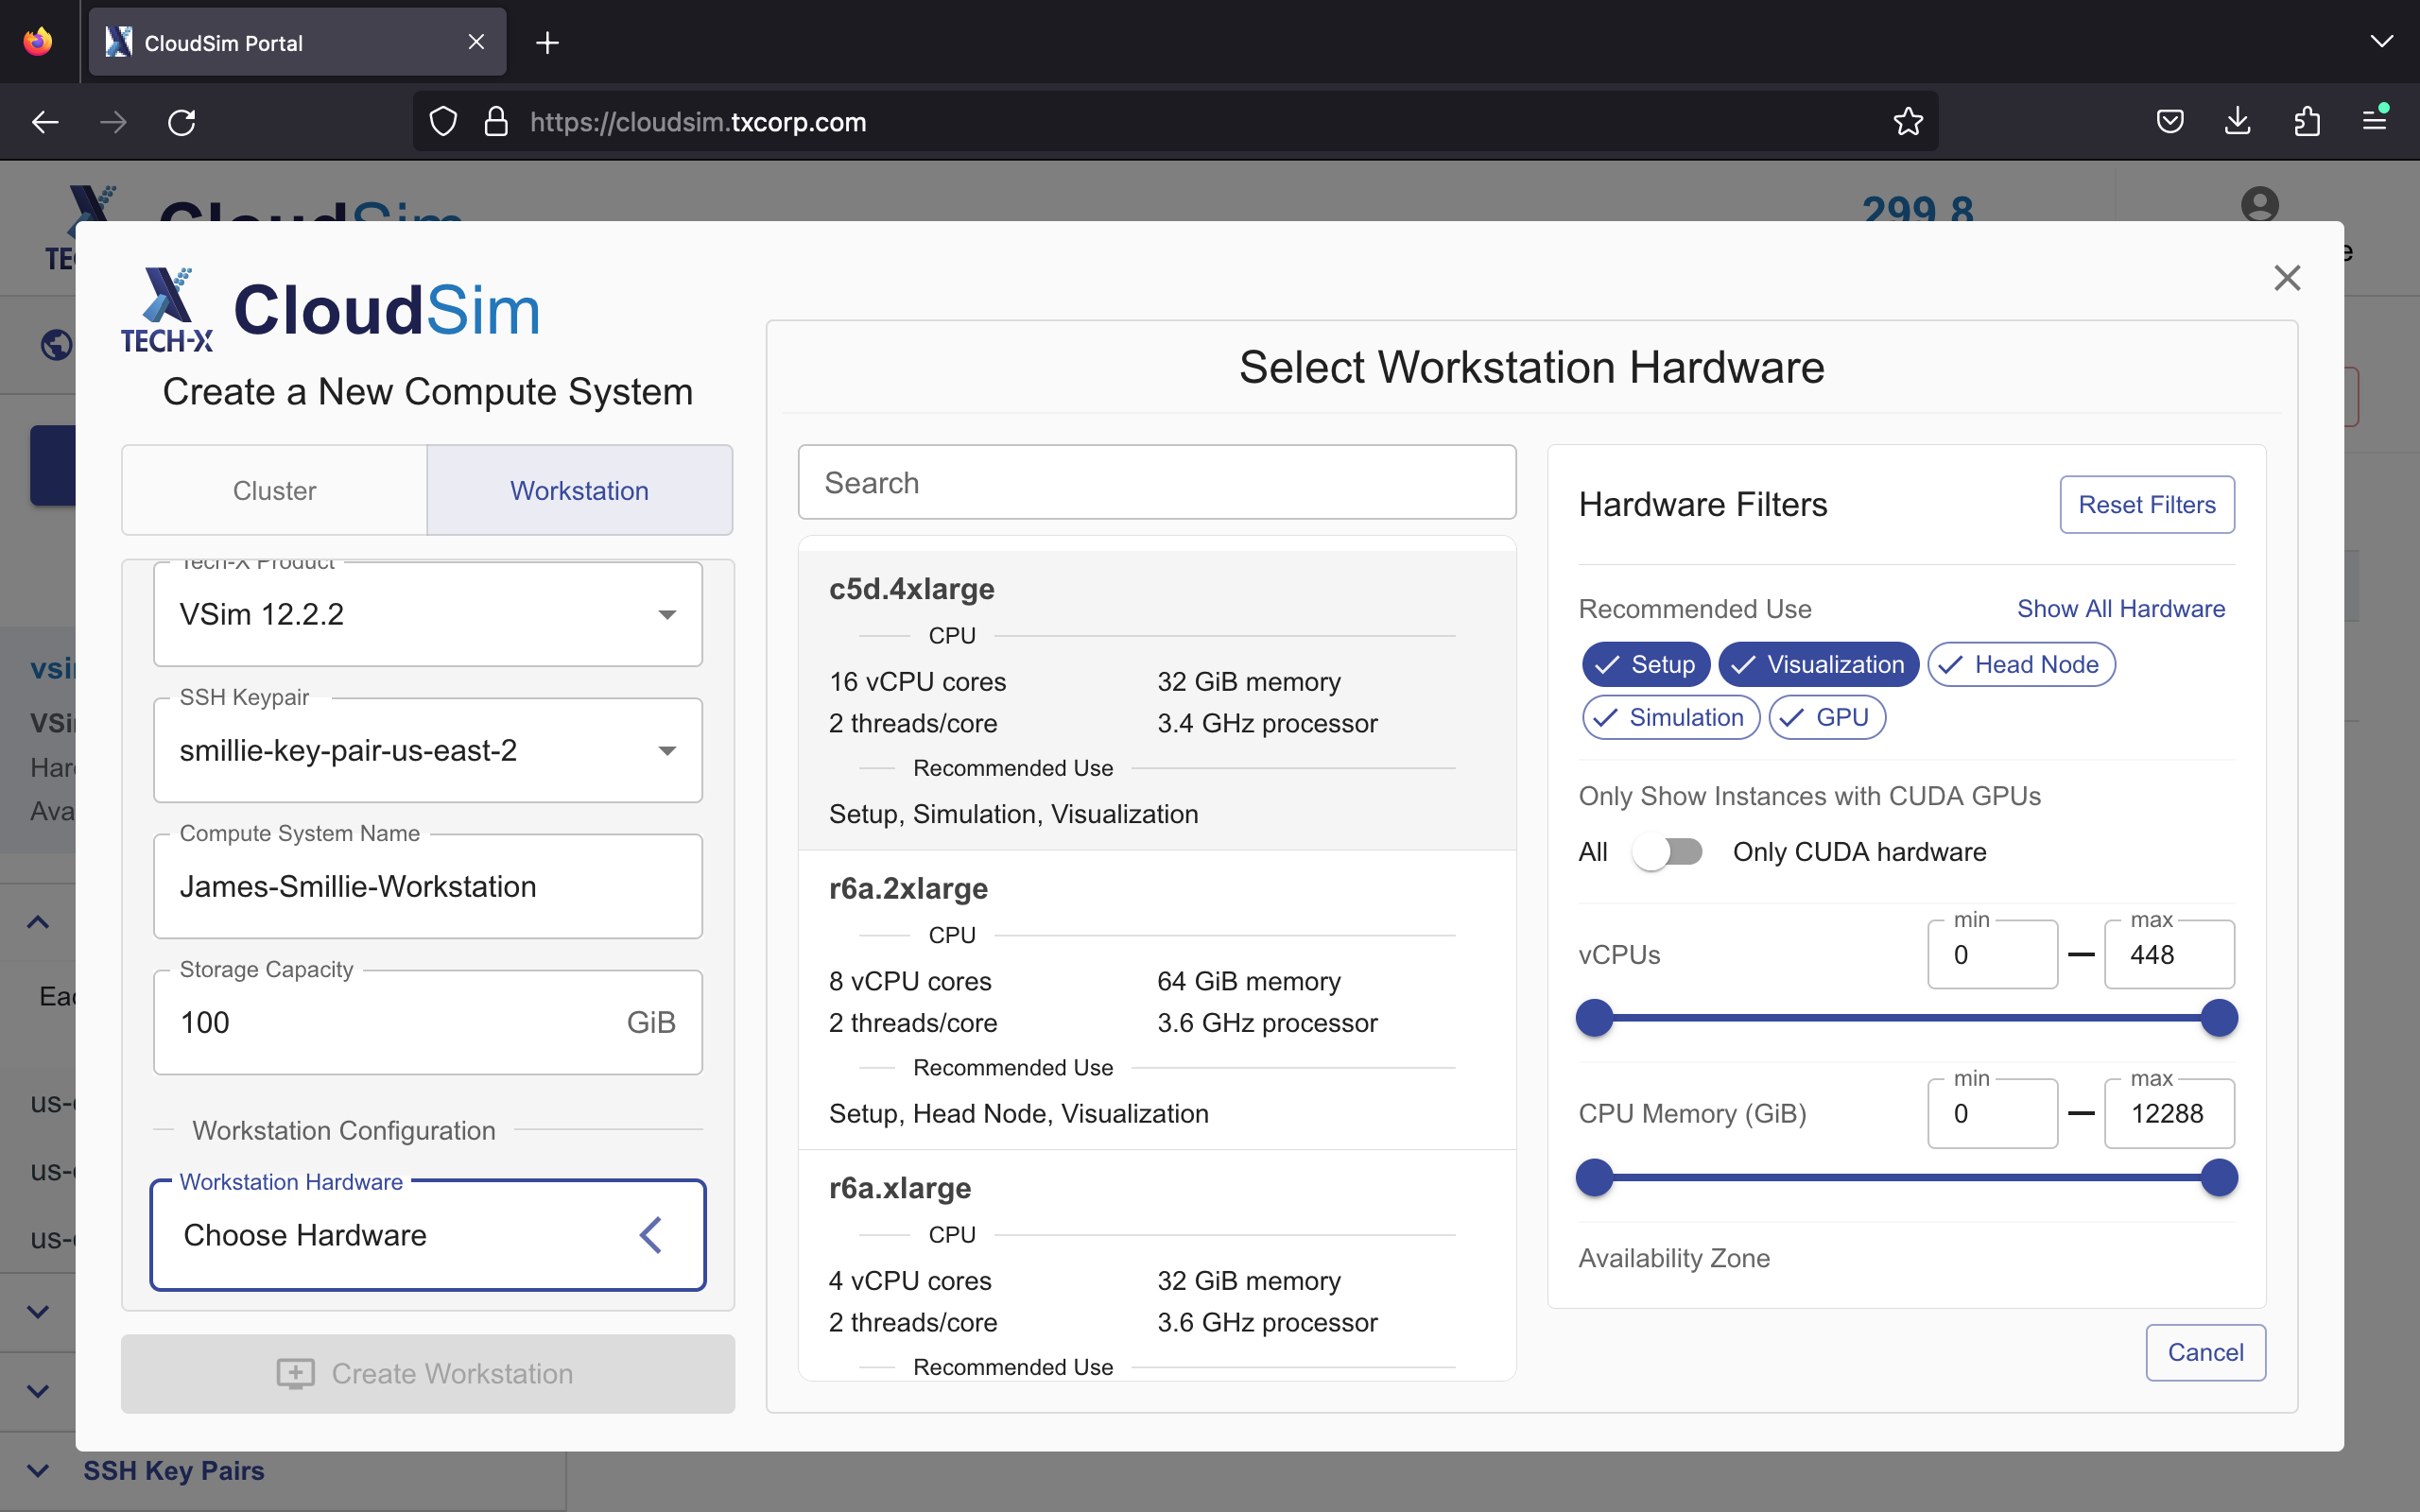 CloudSim Portal
https://cloudsim.txcorp.com
CloudSim
299.8
TECH-X
CloudSim
Create a New Compute System
Cluster
Workstation
Tech-X Product
VSim 12.2.2
SSH Keypair
smillie-key-pair-us-east-2
Compute System Name
James-Smillie-Workstation
Storage Capacity
100
GiB
Workstation Configuration
Workstation Hardware
Choose Hardware
Create Workstation
Select Workstation Hardware
Search
c5d.4xlarge
CPU
16 vCPU cores
32 GiB memory
2 threads/core
3.4 GHz processor
Recommended Use
Setup, Simulation, Visualization
r6a.2xlarge
CPU
8 vCPU cores
64 GiB memory
2 threads/core
3.6 GHz processor
Recommended Use
Setup, Head Node, Visualization
r6a.xlarge
CPU
4 vCPU cores
32 GiB memory
2 threads/core
3.6 GHz processor
Recommended Use
Hardware Filters
Reset Filters
Recommended Use
Show All Hardware
Setup
Visualization
Head Node
Simulation
GPU
Only Show Instances with CUDA GPUs
All
Only CUDA hardware
vCPUs
min
0
max
448
CPU Memory (GiB)
min
0
max
12288
Availability Zone
Cancel
SSH Key Pairs